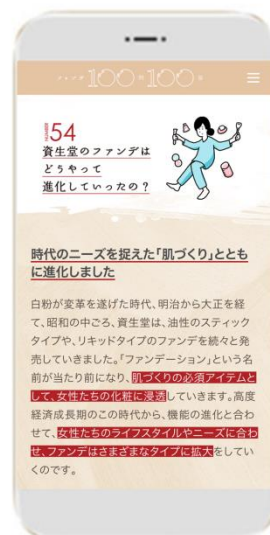 100の100
54
資生堂のファンデは
どうやって
進化していったの？
時代のニーズを捉えた「肌づくり」ととも
に進化しました
白粉が変革を遂げた時代、明治から大正を経
て、昭和の中ごろ、資生堂は、油性のスティック
タイプや、リキッドタイプのファンデを続々と発
売していきました。「ファンデーション」という名
前が当たり前になり、肌づくりの必須アイテムと
して、女性たちの化粧に浸透していきます。高度
経済成長期のこの時代から、機能の進化と合わ
せて、女性たちのライフスタイルやニーズに合わ
せ、ファンデはさまざまなタイプに拡大をしてい
くのです。